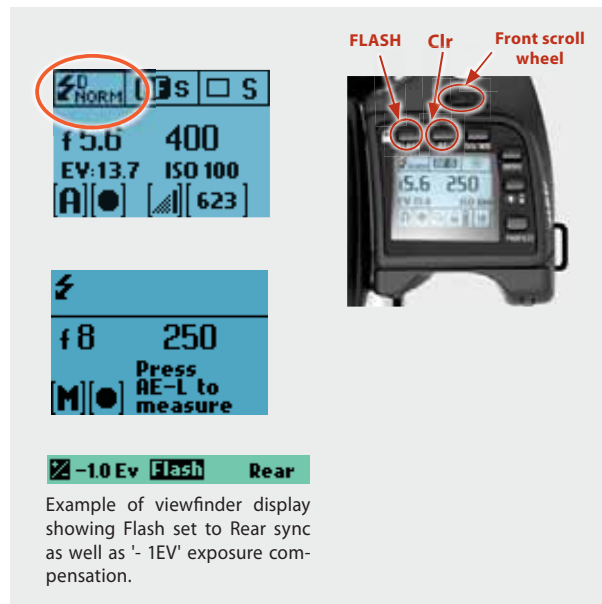 FLASH Clr Front scroll
wheel
D
NORM S S
f 5.6 400
EV:13.7 ISO 100
[A][●] [ ][623]
5.6 250
f 8 250
Press
[M][●] AE-L to
measure
-1.0 Ev Flash Rear
Example of viewfinder display
showing Flash set to Rear sync
as well as '- 1EV' exposure com-
pensation.